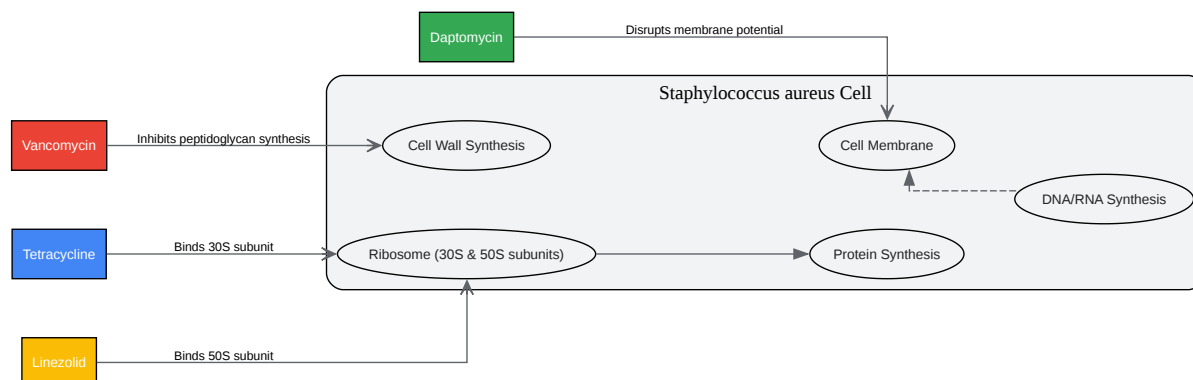 Daptomycin
Disrupts membrane potential
Staphylococcus aureus Cell
Vancomycin
Inhibits peptidoglycan synthesis
Cell Wall Synthesis
Cell Membrane
DNA/RNA Synthesis
Tetracycline
Binds 30S subunit
Ribosome (30S & 50S subunits)
Protein Synthesis
Linezolid
Binds 50S subunit